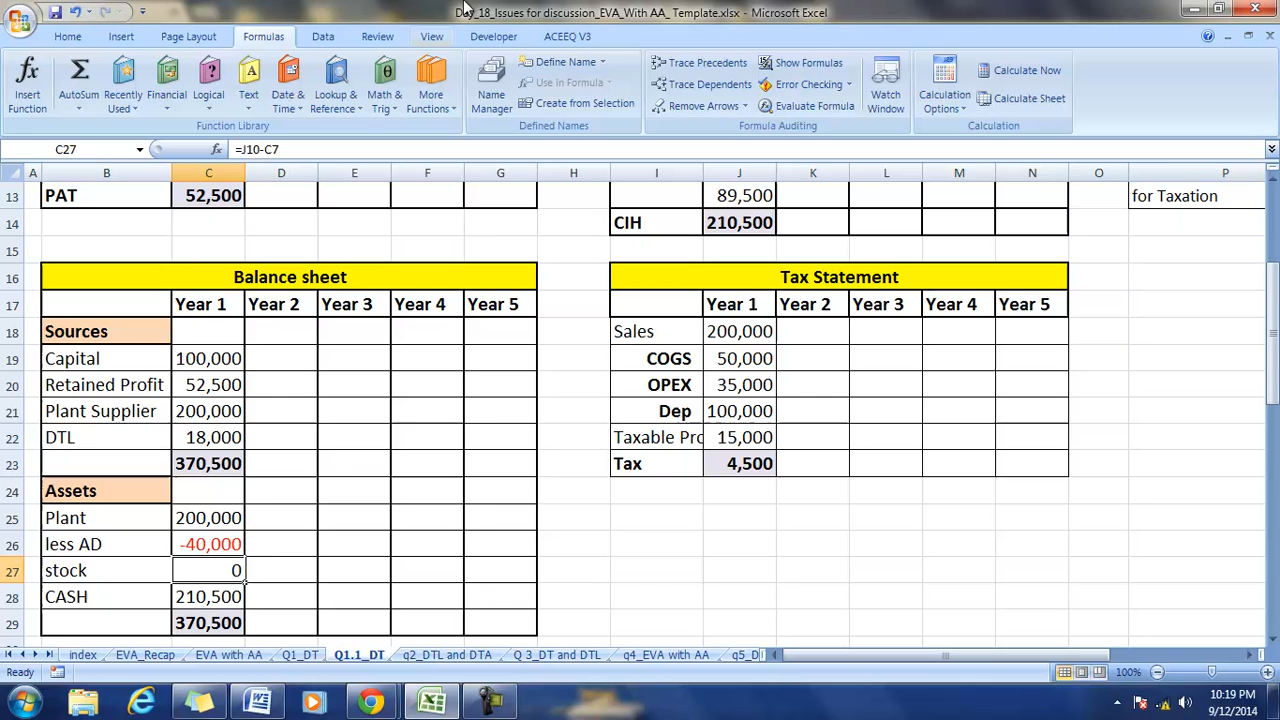 Day_18_Issues for discussion_EVA_With AA_ Templates - Microsoft Excel
Home Insert Page Layout Formulas Data Review View Developer ACEEQ V3
Insert Function
AutoSum
Recently Used
Financial
Logical
Text
Date & Time
Lookup & Reference
Math & Trig
More Functions
Function Library
Name Manager
Define Name
Use in Formula
Create from Selection
Defined Names
Trace Precedents
Trace Dependents
Remove Arrows
Show Formulas
Error Checking
Evaluate Formula
Formula Auditing
Watch Window
Calculation Options
Calculate Now
Calculate Sheet
Calculation
C27 fx =J10-C7
A B C D E F G H I J K L M N O P
13 PAT 52,500 89,500 for Taxation
14 CIH 210,500
15
16 Balance sheet Tax Statement
17 Year 1 Year 2 Year 3 Year 4 Year 5 Year 1 Year 2 Year 3 Year 4 Year 5
18 Sources Sales 200,000
19 Capital 100,000 COGS 50,000
20 Retained Profit 52,500 OPEX 35,000
21 Plant Supplier 200,000 Dep 100,000
22 DTL 18,000 Taxable Pro 15,000
23 370,500 Tax 4,500
24 Assets
25 Plant 200,000
26 less AD -40,000
27 stock 0
28 CASH 210,500
29 370,500
index EVA_Recap EVA with AA Q1_DT Q1.1_DT q2_DTL and DTA Q 3_DT and DTL q4_EVA with AA q5_D
Ready 100%
10:19 PM
9/12/2014